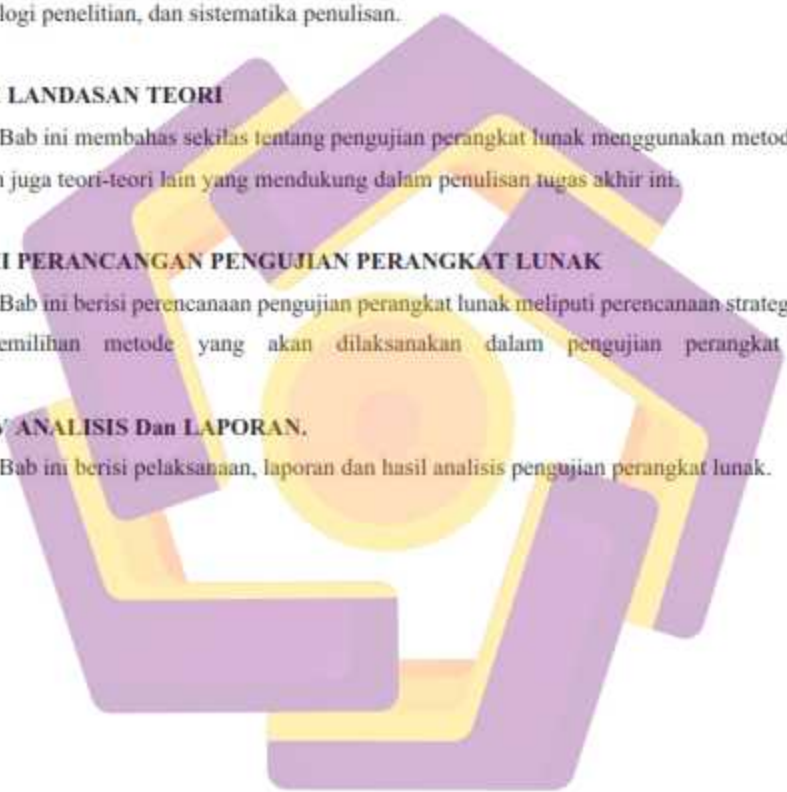 logi penelitian, dan sistematika penulisan.
LANDASAN TEORI
Bab ini membahas sekilas tentang pengujian perangkat lunak menggunakan metod
juga teori-teori lain yang mendukung dalam penulisan tugas akhir ini.
I PERANCANGAN PENGUJIAN PERANGKAT LUNAK
Bab ini berisi perencanaan pengujian perangkat lunak meliputi perencanaan strateg
emilihan metode yang akan dilaksanakan dalam pengujian perangkat
ANALISIS Dan LAPORAN.
Bab ini berisi pelaksanaan, laporan dan hasil analisis pengujian perangkat lunak.